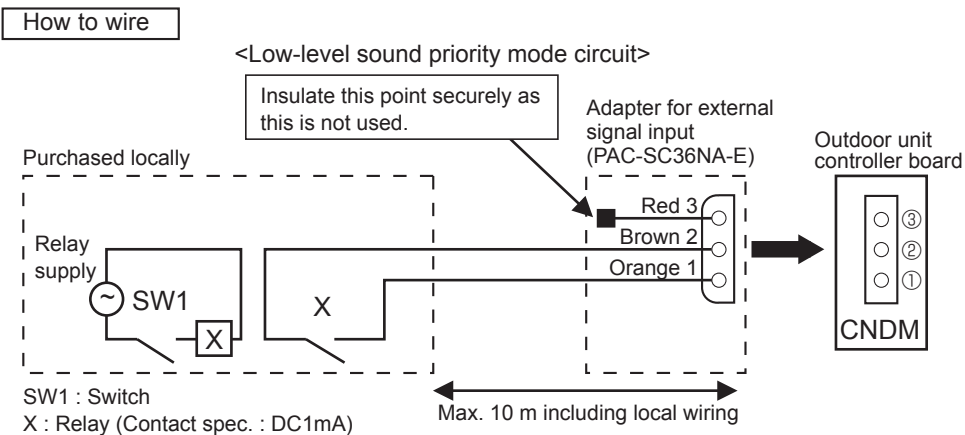 How to wire
<Low-level sound priority mode circuit>
Insulate this point securely as
this is not used.
Adapter for external
signal input
(PAC-SC36NA-E)
Outdoor unit
controller board
Purchased locally
Red 3
Brown 2
Orange 1
③
②
①
CNDM
Relay
supply
~
SW1
X
X
SW1 : Switch
X : Relay (Contact spec. : DC1mA)
Max. 10 m including local wiring